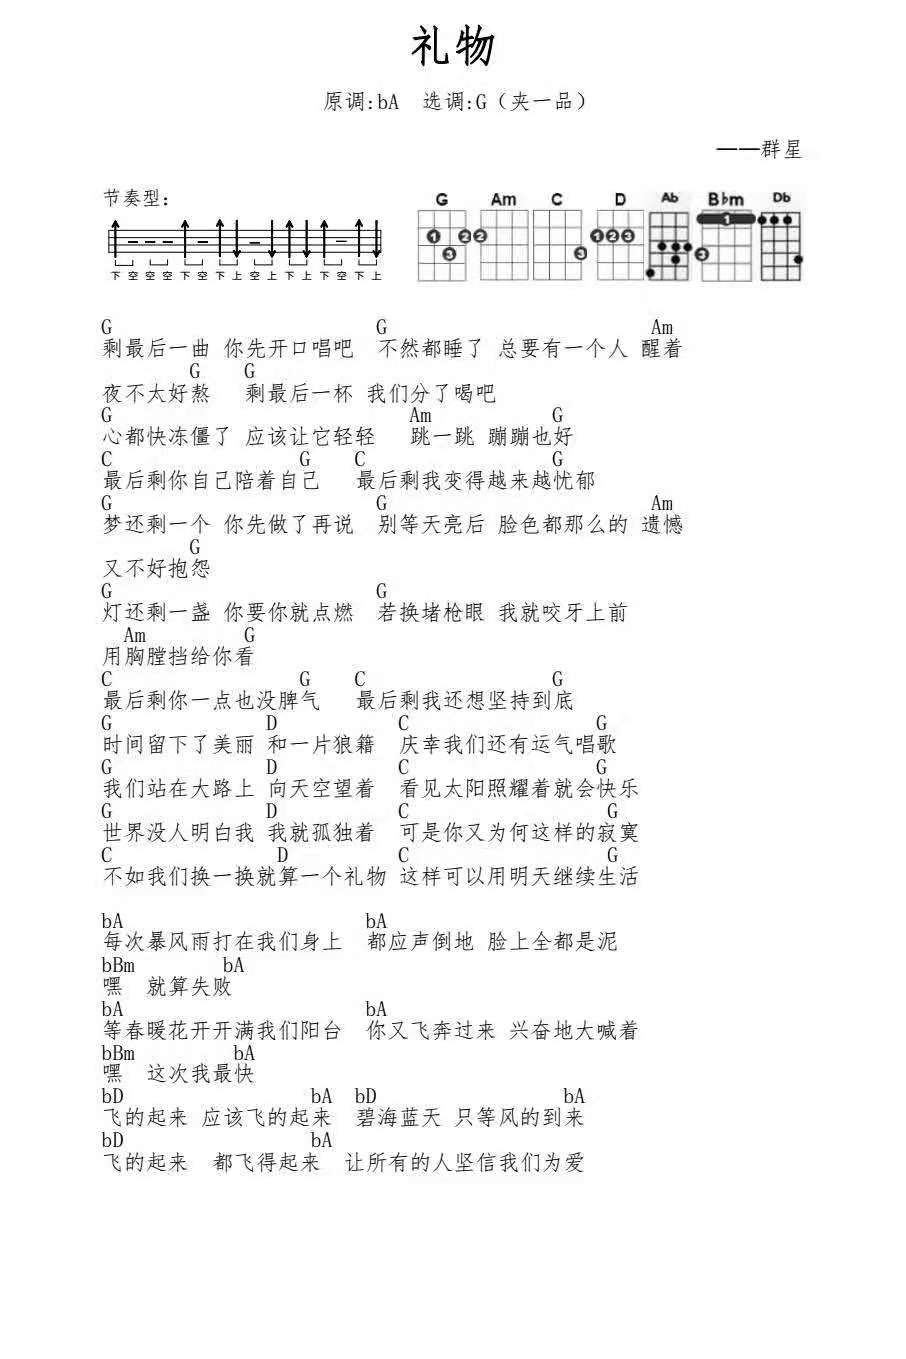 礼物
原调:bA 选调:G（夹一品）
——群星
节奏型:
G Am C D Ab B♭m Db
1 2 3 2 3 1 2 3 1 3
下 空 空 空 下 空 下 上 空 上 下 上 下 空 下 上
G G Am
剩最后一曲 你先开口唱吧 不然都睡了 总要有一个人 醒着
G G
夜不太好熬 剩最后一杯 我们分了喝吧
G Am G
心都快冻僵了 应该让它轻轻 跳一跳 蹦蹦也好
C G C G
最后剩你自己陪着自己 最后剩我变得越来越忧郁
G G Am
梦还剩一个 你先做了再说 别等天亮后 脸色都那么的 遗憾
G
又不好抱怨
G G
灯还剩一盏 你要你就点燃 若换堵枪眼 我就咬牙上前
Am G
用胸膛挡给你看
C G C G
最后剩你一点也没脾气 最后剩我还想坚持到底
G D C G
时间留下了美丽 和一片狼籍 庆幸我们还有运气唱歌
G D C G
我们站在大路上 向天空望着 看见太阳照耀着就会快乐
G D C G
世界没人明白我 我就孤独着 可是你又为何这样的寂寞
C D C G
不如我们换一换就算一个礼物 这样可以用明天继续生活
bA bA
每次暴风雨打在我们身上 都应声倒地 脸上全都是泥
bBm bA
嘿 就算失败
bA bA
等春暖花开开满我们阳台 你又飞奔过来 兴奋地大喊着
bBm bA
嘿 这次我最快
bD bA bD bA
飞的起来 应该飞的起来 碧海蓝天 只等风的到来
bD bA
飞的起来 都飞得起来 让所有的人坚信我们为爱